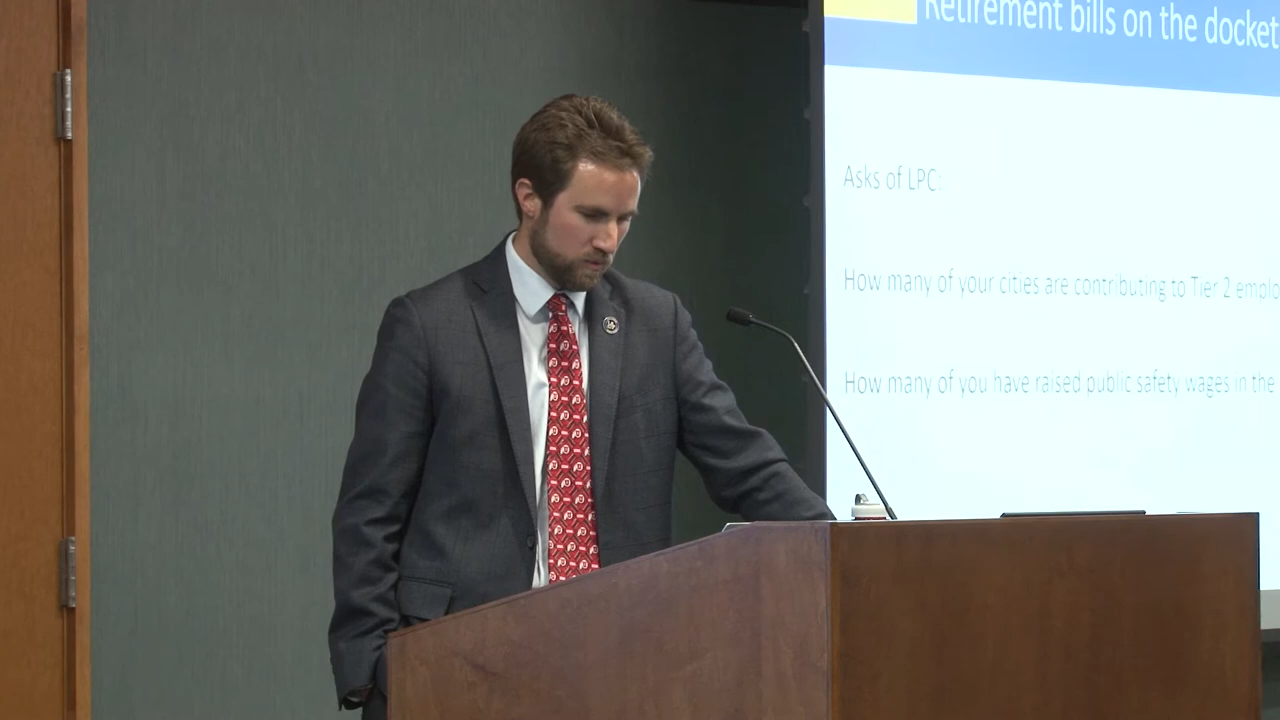 Retirement bills on the docket
Asks of LPC:
How many of your cities are contributing to Tier 2 emplo
How many of you have raised public safety wages in the